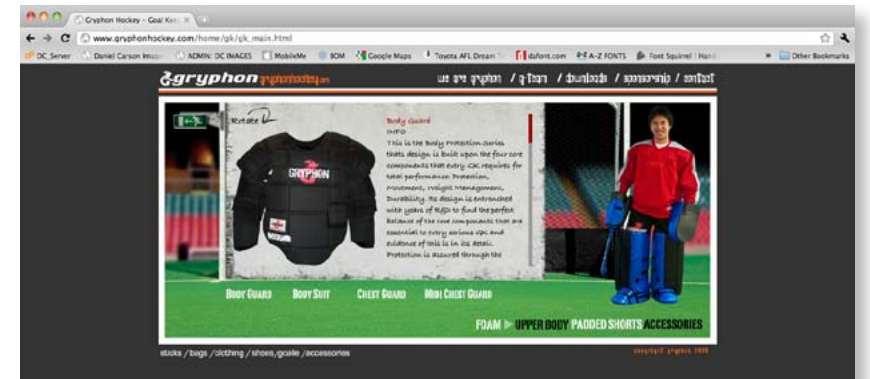 Gryphon Hockey - Goal Kee
www.gryphonhockey.com/home/gk/gk_main.html
DC_Server Daniel Carson Imag ADMIN: DC IMAGES MobileMe BOM Google Maps Toyota AFL Dream T dafont.com A-Z FONTS Font Squirrel | Hand » Other Bookmarks
gryphon gryphonhockey.com we are gryphon / g-team / downloads / sponsorship / contact
Rotate
Body Guard
INFO
This is the Body Protection Series
thats design is built upon the four core
components that every GK requires for
total performance Protection,
Movement, Weight Management,
Durability. Its design is entrenched
with years of R&D to find the perfect
balance of the core components that are
essential to every serious GK and
evidence of this is in its detail.
Protection is assured through the
GRYPHON
Body Guard Body Suit Chest Guard Midi Chest Guard
FOAM UPPER BODY PADDED SHORTS ACCESSORIES
sticks / bags / clothing / shoes / goalie / accessories
copyright gryphon